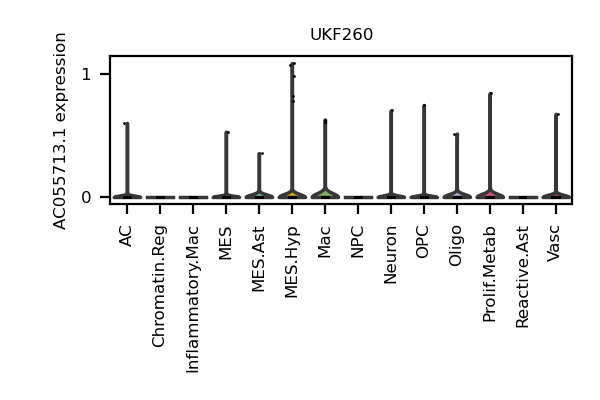 UKF260
AC055713.1 expression
1
0
AC
Chromatin.Reg
Inflammatory.Mac
MES
MES.Ast
MES.Hyp
Mac
NPC
Neuron
OPC
Oligo
Prolif.Metab
Reactive.Ast
Vasc